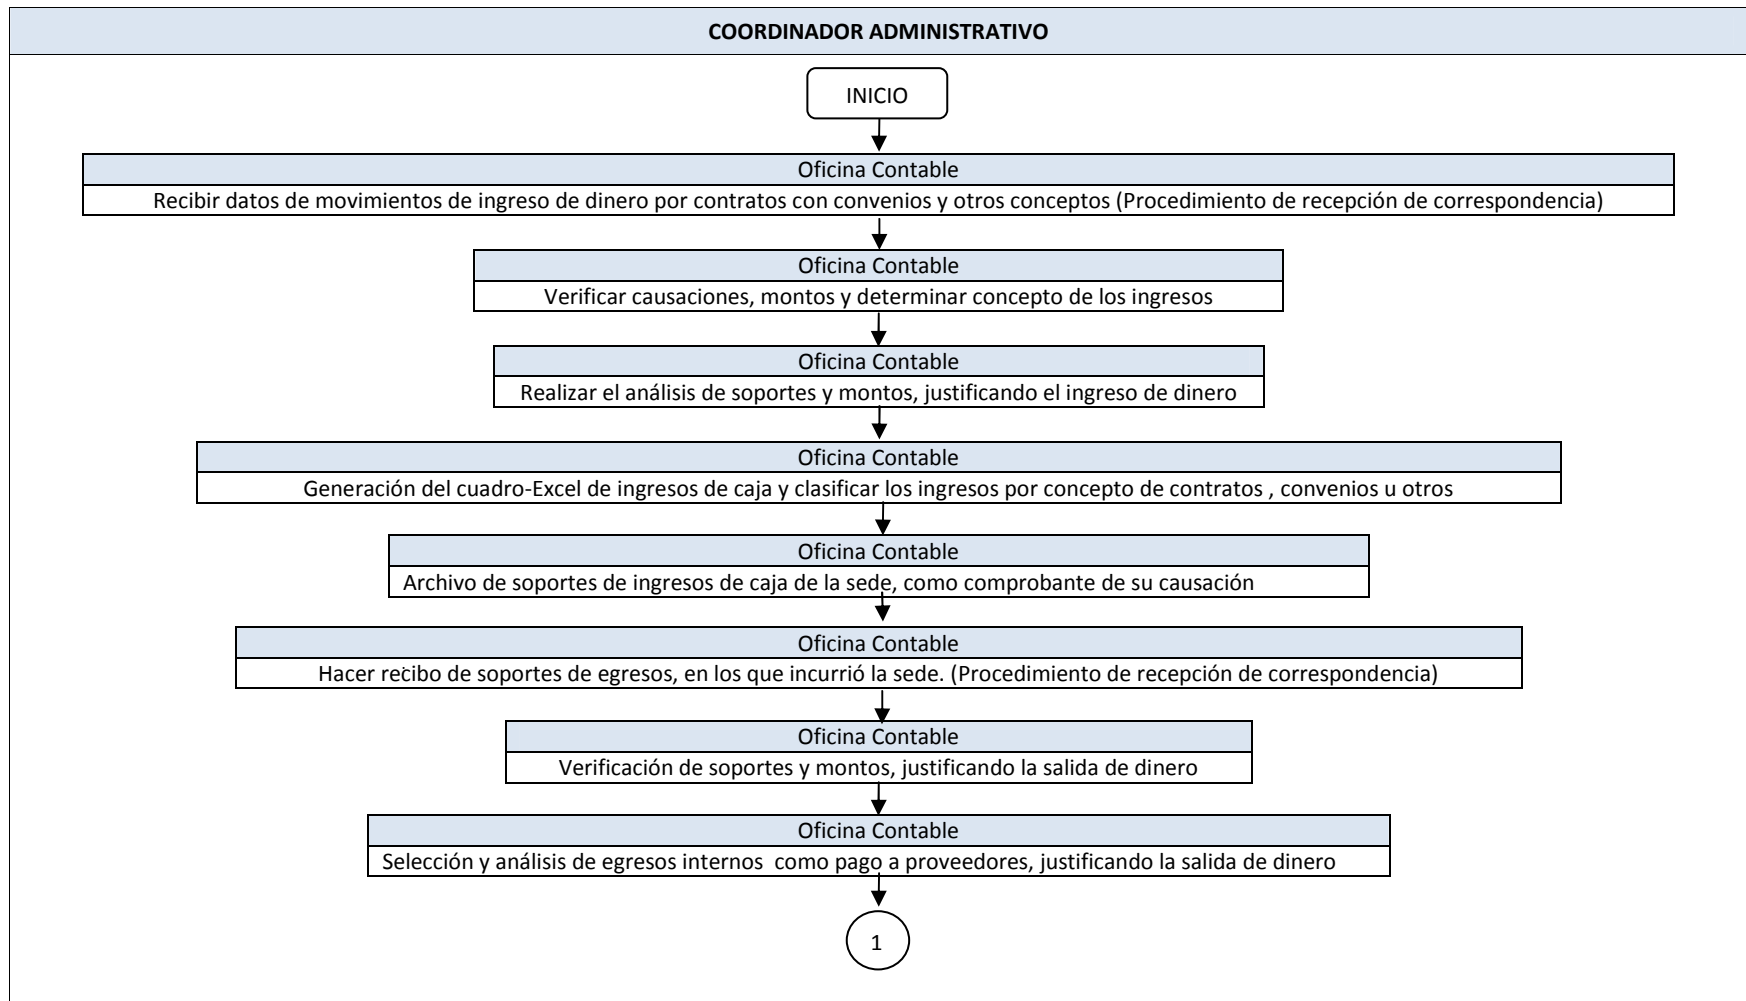 COORDINADOR ADMINISTRATIVO
INICIO
Oficina Contable
Recibir datos de movimientos de ingreso de dinero por contratos con convenios y otros conceptos (Procedimiento de recepción de correspondencia)
Oficina Contable
Verificar causaciones, montos y determinar concepto de los ingresos
Oficina Contable
Realizar el análisis de soportes y montos, justificando el ingreso de dinero
Oficina Contable
Generación del cuadro-Excel de ingresos de caja y clasificar los ingresos por concepto de contratos , convenios u otros
Oficina Contable
Archivo de soportes de ingresos de caja de la sede, como comprobante de su causación
Oficina Contable
Hacer recibo de soportes de egresos, en los que incurrió la sede. (Procedimiento de recepción de correspondencia)
Oficina Contable
Verificación de soportes y montos, justificando la salida de dinero
Oficina Contable
Selección y análisis de egresos internos  como pago a proveedores, justificando la salida de dinero
1